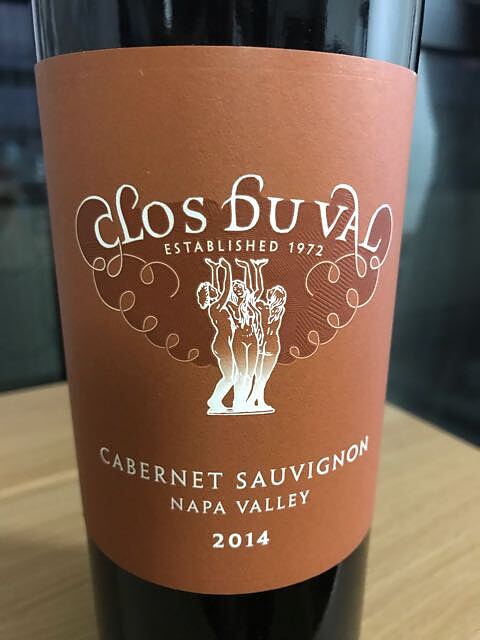 CLOS DU VAL
ESTABLISHED 1972
CABERNET SAUVIGNON
NAPA VALLEY
2014